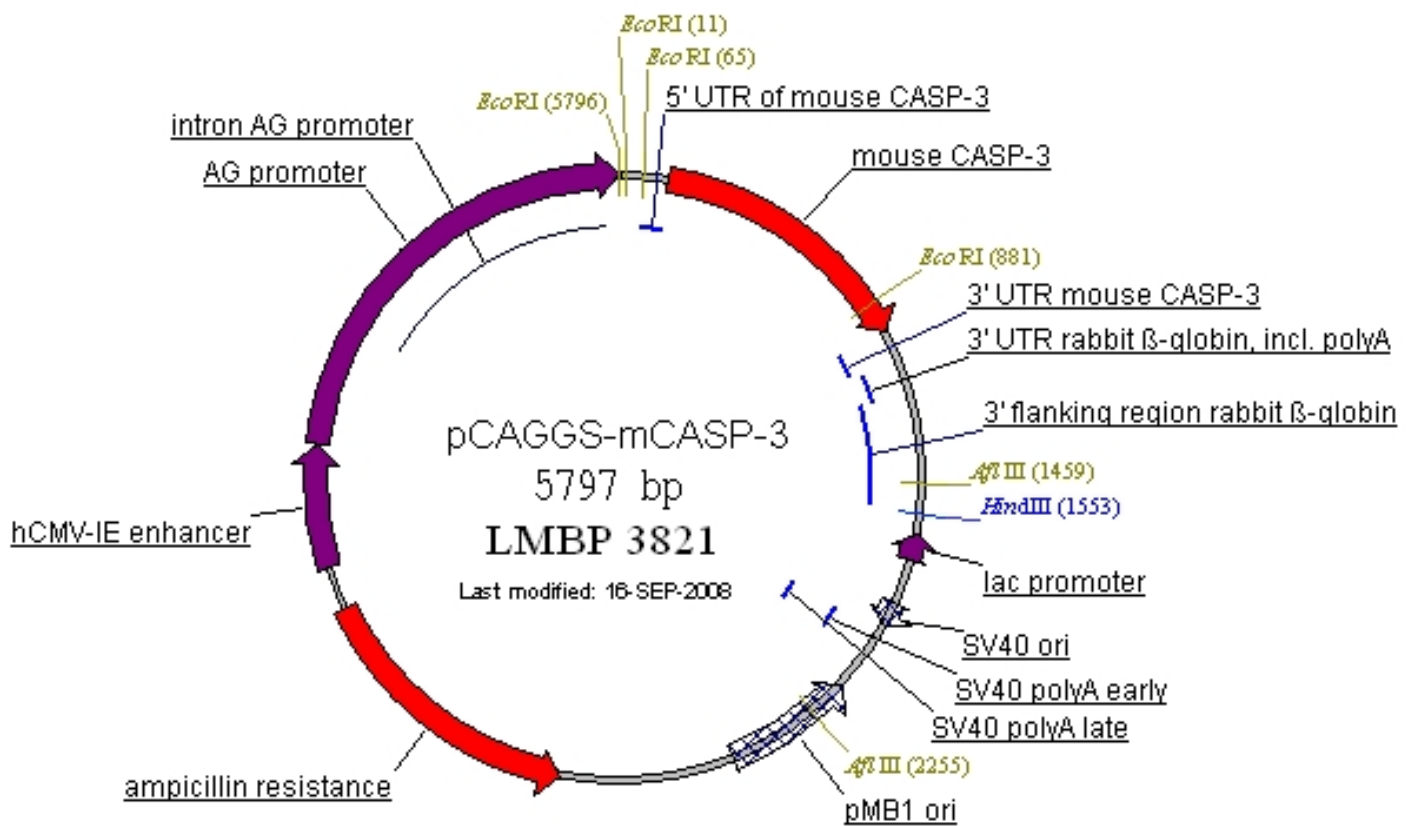 EcoRI (11)
EcoRI (65)
EcoRI (5796)
5' UTR of mouse CASP-3
intron AG promoter
mouse CASP-3
AG promoter
EcoRI (881)
3' UTR mouse CASP-3
3' UTR rabbit ß-globin, incl. polyA
3' flanking region rabbit ß-globin
pCAGGS-mCASP-3
5797 bp
LMBP 3821
Last modified: 16-SEP-2008
AflIII (1459)
HindIII (1553)
hCMV-IE enhancer
lac promoter
SV40 ori
SV40 polyA early
SV40 polyA late
AflIII (2255)
ampicillin resistance
pMB1 ori